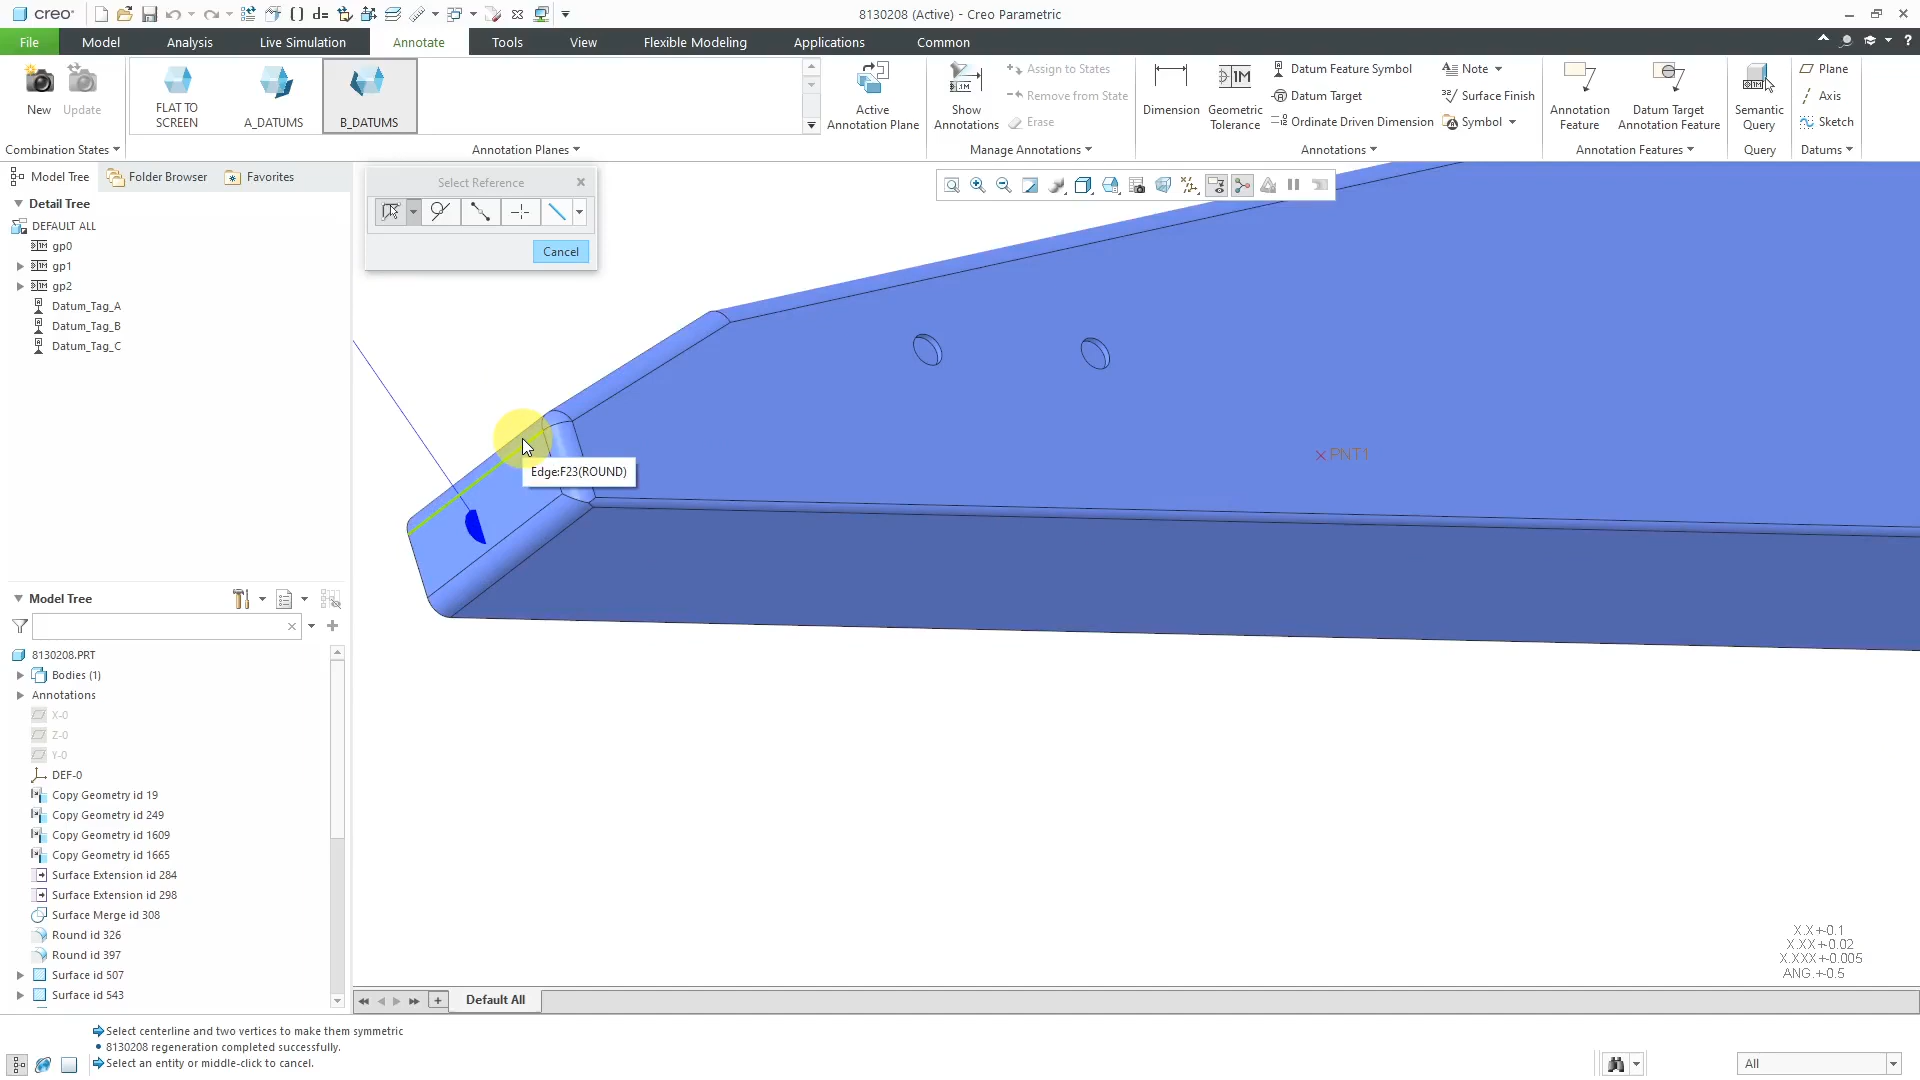 creo
8130208 (Active) - Creo Parametric
File
Model
Analysis
Live Simulation
Annotate
Tools
View
Flexible Modeling
Applications
Common
New
Update
Combination States
FLAT TO SCREEN
A_DATUMS
B_DATUMS
Annotation Planes
Active
Annotation Plane
Show
Annotations
Assign to States
Remove from State
Erase
Manage Annotations
Dimension
Geometric
Tolerance
Datum Feature Symbol
Datum Target
Ordinate Driven Dimension
Note
Surface Finish
Symbol
Annotations
Annotation
Feature
Datum Target
Annotation Feature
Annotation Features
Semantic
Query
Query
Plane
Axis
Sketch
Datums
Model Tree
Folder Browser
Favorites
Detail Tree
DEFAULT ALL
gp0
gp1
gp2
Datum_Tag_A
Datum_Tag_B
Datum_Tag_C
Select Reference
Cancel
Edge:F23(ROUND)
PNT1
Model Tree
8130208.PRT
Bodies (1)
Annotations
X-0
Z-0
Y-0
DEF-0
Copy Geometry id 19
Copy Geometry id 249
Copy Geometry id 1609
Copy Geometry id 1665
Surface Extension id 284
Surface Extension id 298
Surface Merge id 308
Round id 326
Round id 397
Surface id 507
Surface id 543
X.X+-0.1
X.XX+-0.02
X.XXX+-0.005
ANG.+-0.5
Default All
Select centerline and two vertices to make them symmetric
8130208 regeneration completed successfully.
Select an entity or middle-click to cancel.
All